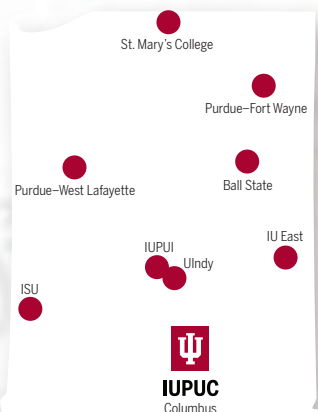 St. Mary's College
Purdue–Fort Wayne
Purdue–West Lafayette
Ball State
IU East
IUPUI
UIndy
ISU
IUPUC
Columbus